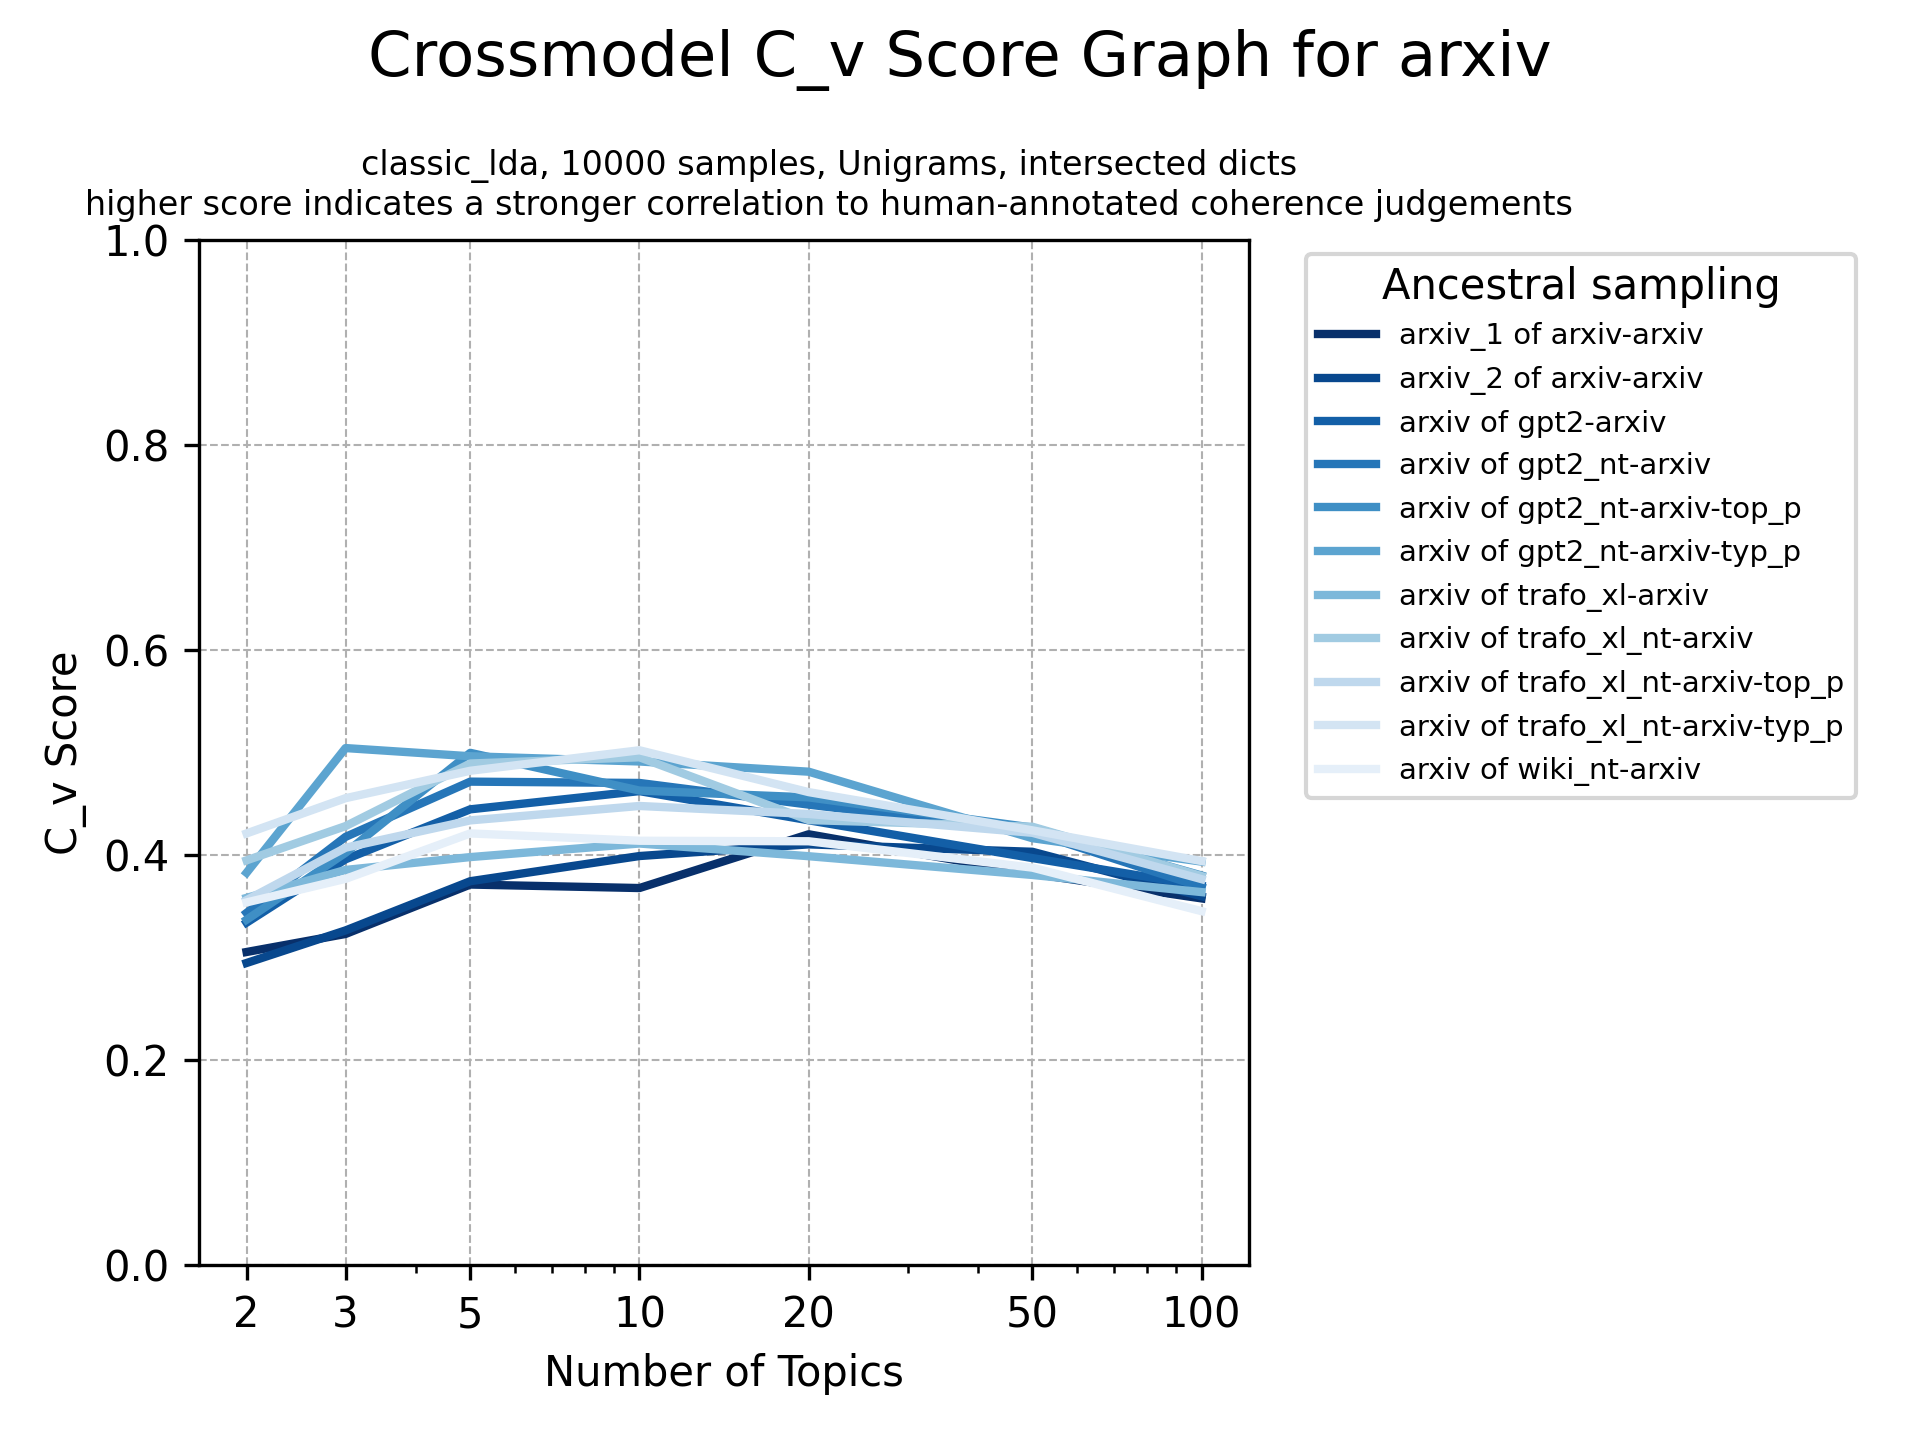 Crossmodel C_v Score Graph for arxiv
classic_lda, 10000 samples, Unigrams, intersected dicts
higher score indicates a stronger correlation to human-annotated coherence judgements
1.0
0.8
0.6
0.4
0.2
0.0
C_v Score
2 3 5 10 20 50 100
Number of Topics
Ancestral sampling
arxiv_1 of arxiv-arxiv
arxiv_2 of arxiv-arxiv
arxiv of gpt2-arxiv
arxiv of gpt2_nt-arxiv
arxiv of gpt2_nt-arxiv-top_p
arxiv of gpt2_nt-arxiv-typ_p
arxiv of trafo_xl-arxiv
arxiv of trafo_xl_nt-arxiv
arxiv of trafo_xl_nt-arxiv-top_p
arxiv of trafo_xl_nt-arxiv-typ_p
arxiv of wiki_nt-arxiv